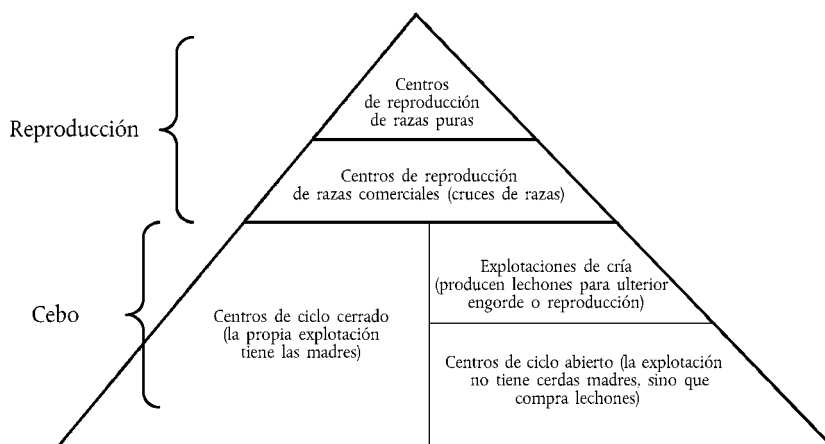 Centros
de reproducción
de razas puras
Reproducción
Centros de reproducción
de razas comerciales (cruces de razas)
Explotaciones de cría
(producen lechones para ulterior
engorde o reproducción)
Cebo
Centros de ciclo cerrado
(la propia explotación
tiene las madres)
Centros de ciclo abierto (la explotación
no tiene cerdas madres, sino que
compra lechones)